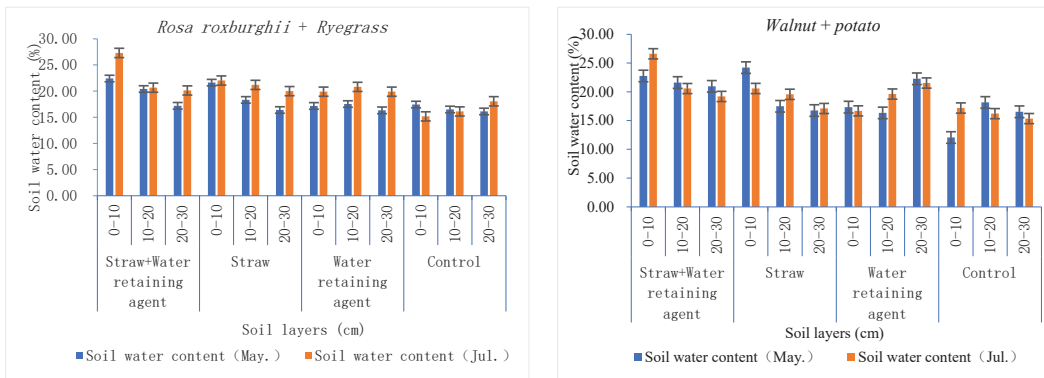 Rosa roxburghii + Ryegrass
Soil water content (%)
30.00
25.00
20.00
15.00
10.00
5.00
0.00
0-10
10-20
20-30
0-10
10-20
20-30
0-10
10-20
20-30
0-10
10-20
20-30
Straw+Water retaining agent
Straw
Water retaining agent
Control
Soil layers (cm)
Soil water content（May.）
Soil water content（Jul.）
Walnut + potato
Soil water content (%)
30.00
25.00
20.00
15.00
10.00
5.00
0.00
0-10
10-20
20-30
0-10
10-20
20-30
0-10
10-20
20-30
0-10
10-20
20-30
Straw+Water
retaining
agent
Straw
Water
retaining
agent
Control
Soil layers (cm)
Soil water content（May.）
Soil water content（Jul.）